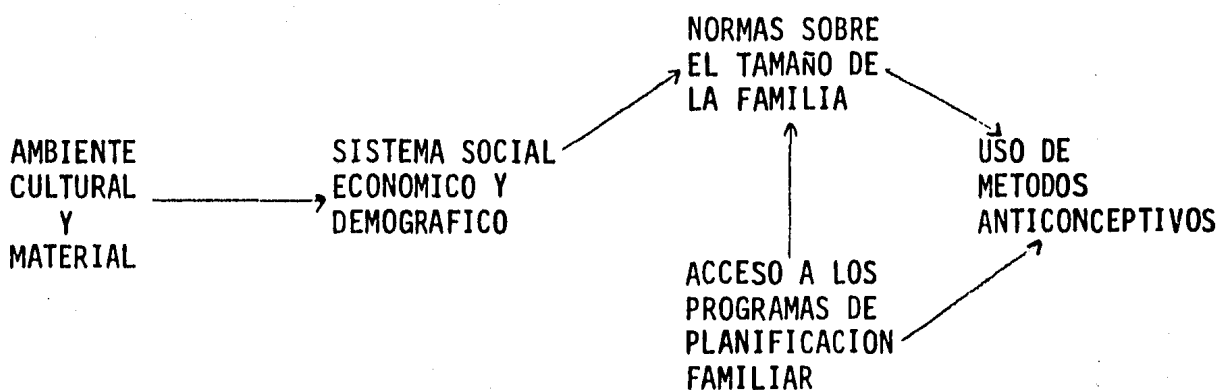 AMBIENTE
CULTURAL
Y
MATERIAL
SISTEMA SOCIAL
ECONOMICO Y
DEMOGRAFICO
NORMAS SOBRE
EL TAMAÑO DE
LA FAMILIA
ACCESO A LOS
PROGRAMAS DE
PLANIFICACION
FAMILIAR
USO DE
METODOS
ANTICONCEPTIVOS